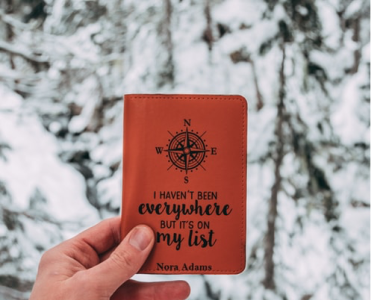 N
W E
S
I HAVEN'T BEEN
everywhere
BUT IT'S ON
my list
Nora Adams